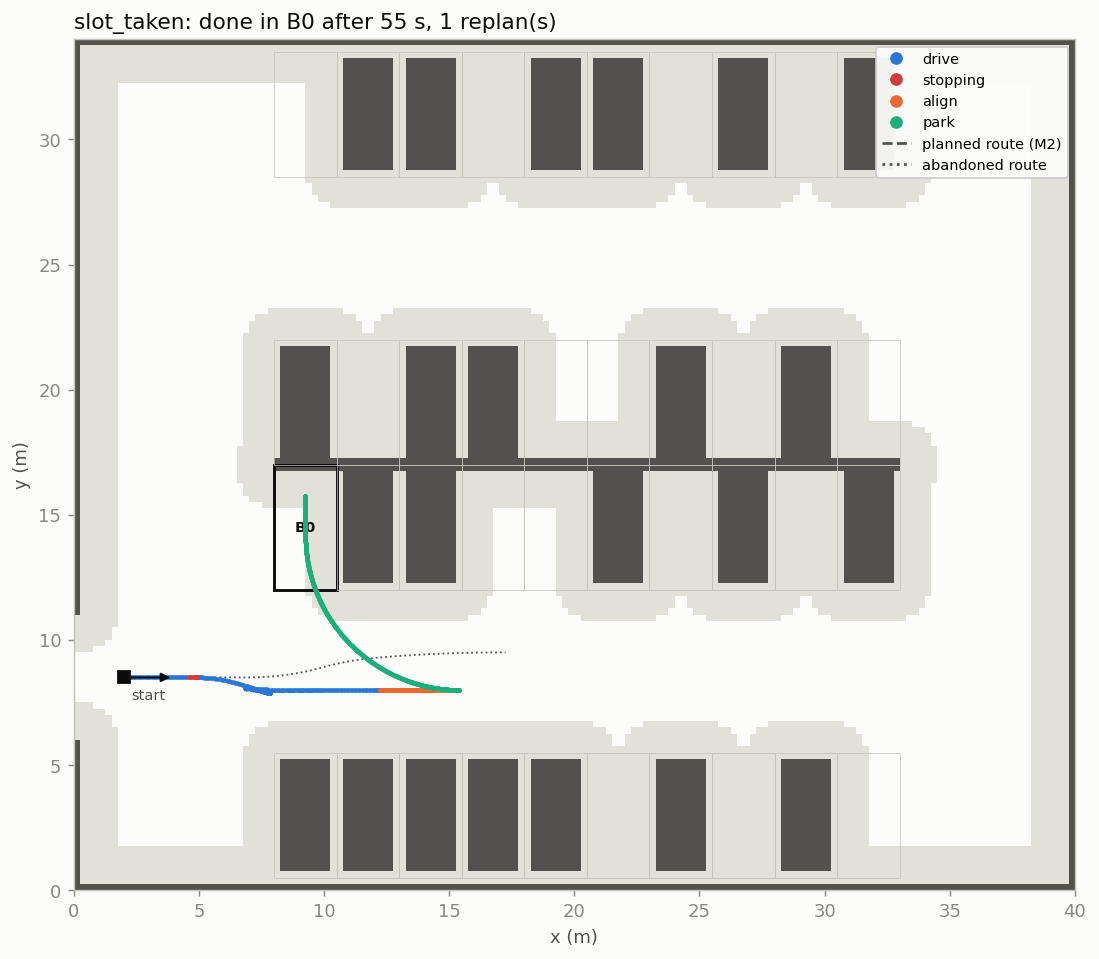 slot_taken: done in B0 after 55 s, 1 replan(s)
drive
stopping
align
park
planned route (M2)
abandoned route
B0
start
y (m)
30
25
20
15
10
5
0
0 5 10 15 20 25 30 35 40
x (m)